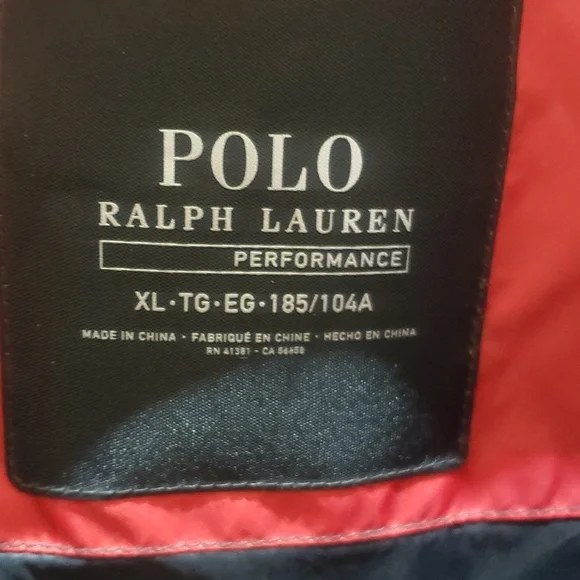 POLO
RALPH LAUREN
PERFORMANCE
XL·TG·EG·185/104A
MADE IN CHINA · FABRIQUÉ EN CHINE · HECHO EN CHINA
RN 41381 · CA 56658